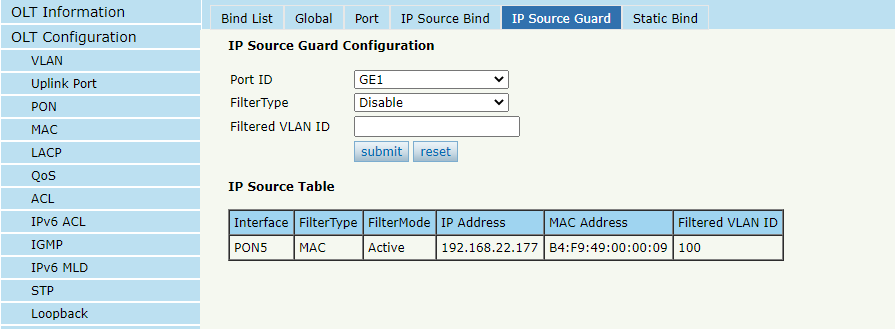 OLT Information
OLT Configuration
VLAN
Uplink Port
PON
MAC
LACP
QoS
ACL
IPv6 ACL
IGMP
IPv6 MLD
STP
Loopback
Bind List Global Port IP Source Bind IP Source Guard Static Bind
IP Source Guard Configuration
Port ID GE1
FilterType Disable
Filtered VLAN ID
submit reset
IP Source Table
Interface FilterType FilterMode IP Address MAC Address Filtered VLAN ID
PON5 MAC Active 192.168.22.177 B4:F9:49:00:00:09 100